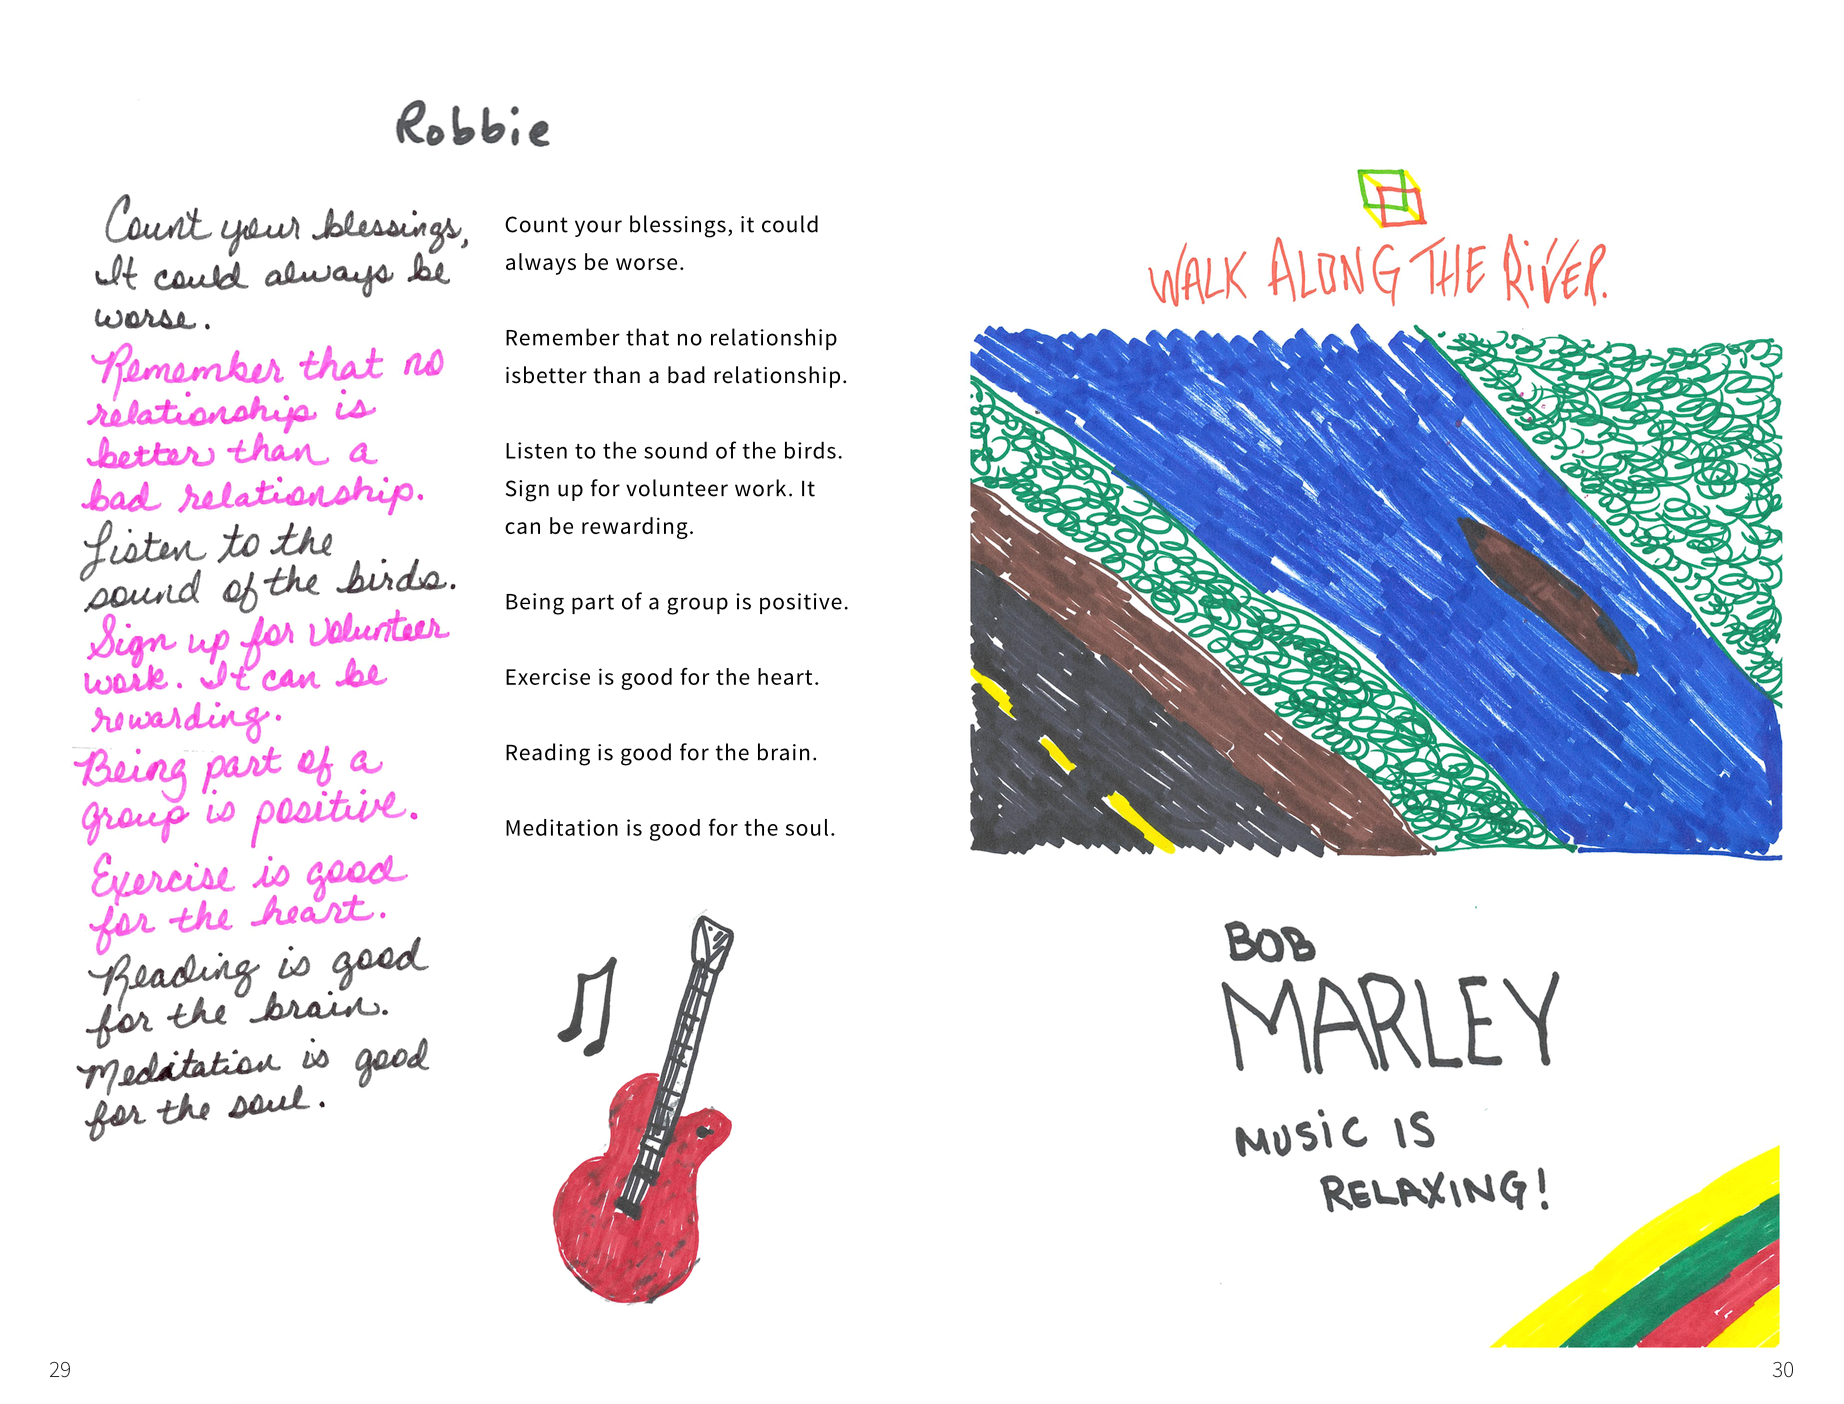 Robbie
Count your blessings,
It could always be
worse.
Remember that no
relationship is
better than a
bad relationship.
Listen to the
sound of the birds.
Sign up for volunteer
work. It can be
rewarding.
Being part of a
group is positive.
Exercise is good
for the heart.
Reading is good
for the brain.
Meditation is good
for the soul.
Count your blessings, it could
always be worse.
Remember that no relationship
isbetter than a bad relationship.
Listen to the sound of the birds.
Sign up for volunteer work. It
can be rewarding.
Being part of a group is positive.
Exercise is good for the heart.
Reading is good for the brain.
Meditation is good for the soul.
29
WALK ALONG THE RiVER.
BOB
MARLEY
MUSiC IS
RELAXING!
30